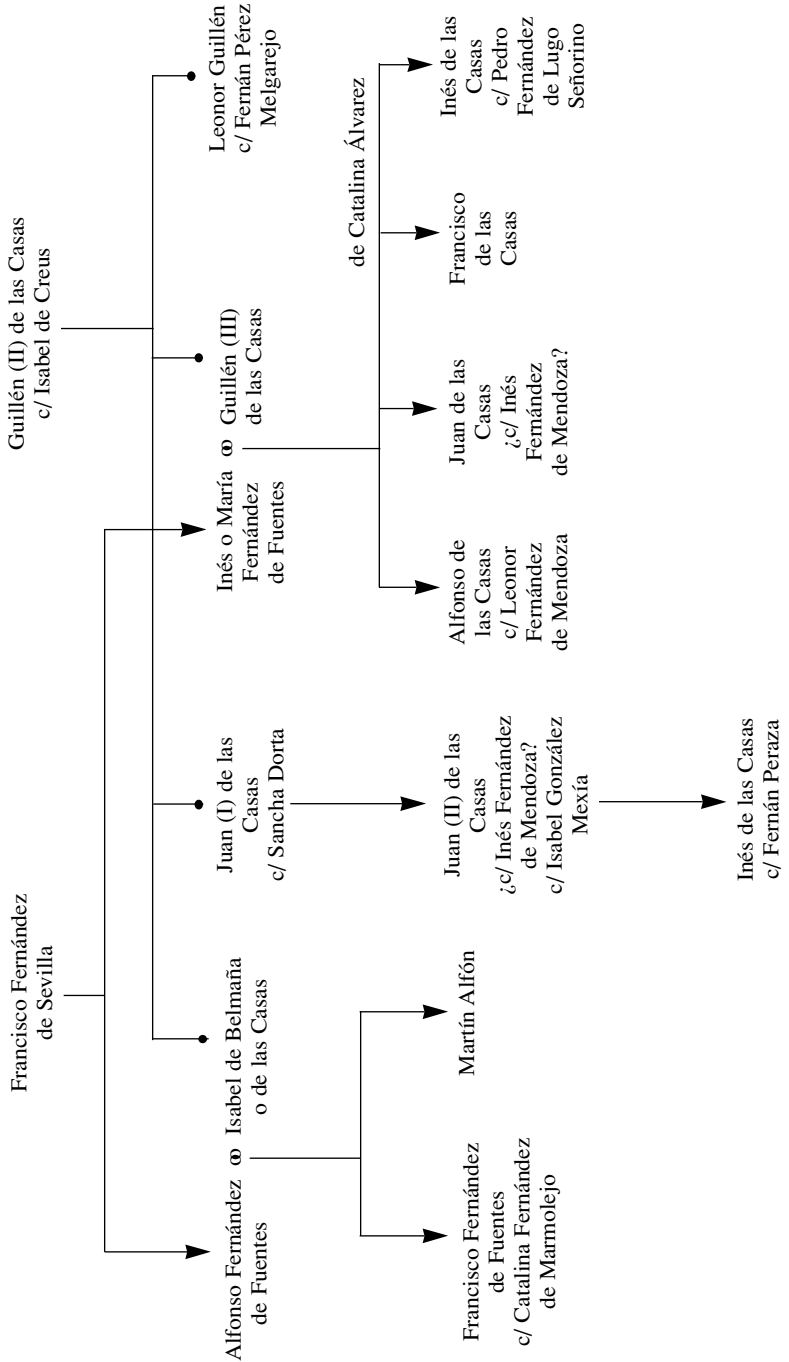 Francisco Fernández
de Sevilla
Guillén (II) de las Casas
c/ Isabel de Creus
Alfonso Fernández
de Fuentes
ꝏ
Isabel de Belmaña
o de las Casas
Juan (I) de las
Casas
c/ Sancha Dorta
Inés o María
Fernández
de Fuentes
ꝏ
Guillén (III)
de las Casas
Leonor Guillén
c/ Fernán Pérez
Melgarejo
de Catalina Álvarez
Francisco Fernández
de Fuentes
c/ Catalina Fernández
de Marmolejo
Martín Alfón
Juan (II) de las
Casas
¿c/ Inés Fernández
de Mendoza?
c/ Isabel González
Mexía
Alfonso de
las Casas
c/ Leonor
Fernández
de Mendoza
Juan de las
Casas
¿c/ Inés
Fernández
de Mendoza?
Francisco
de las
Casas
Inés de las
Casas
c/ Pedro
Fernández
de Lugo
Señorino
Inés de las Casas
c/ Fernán Peraza